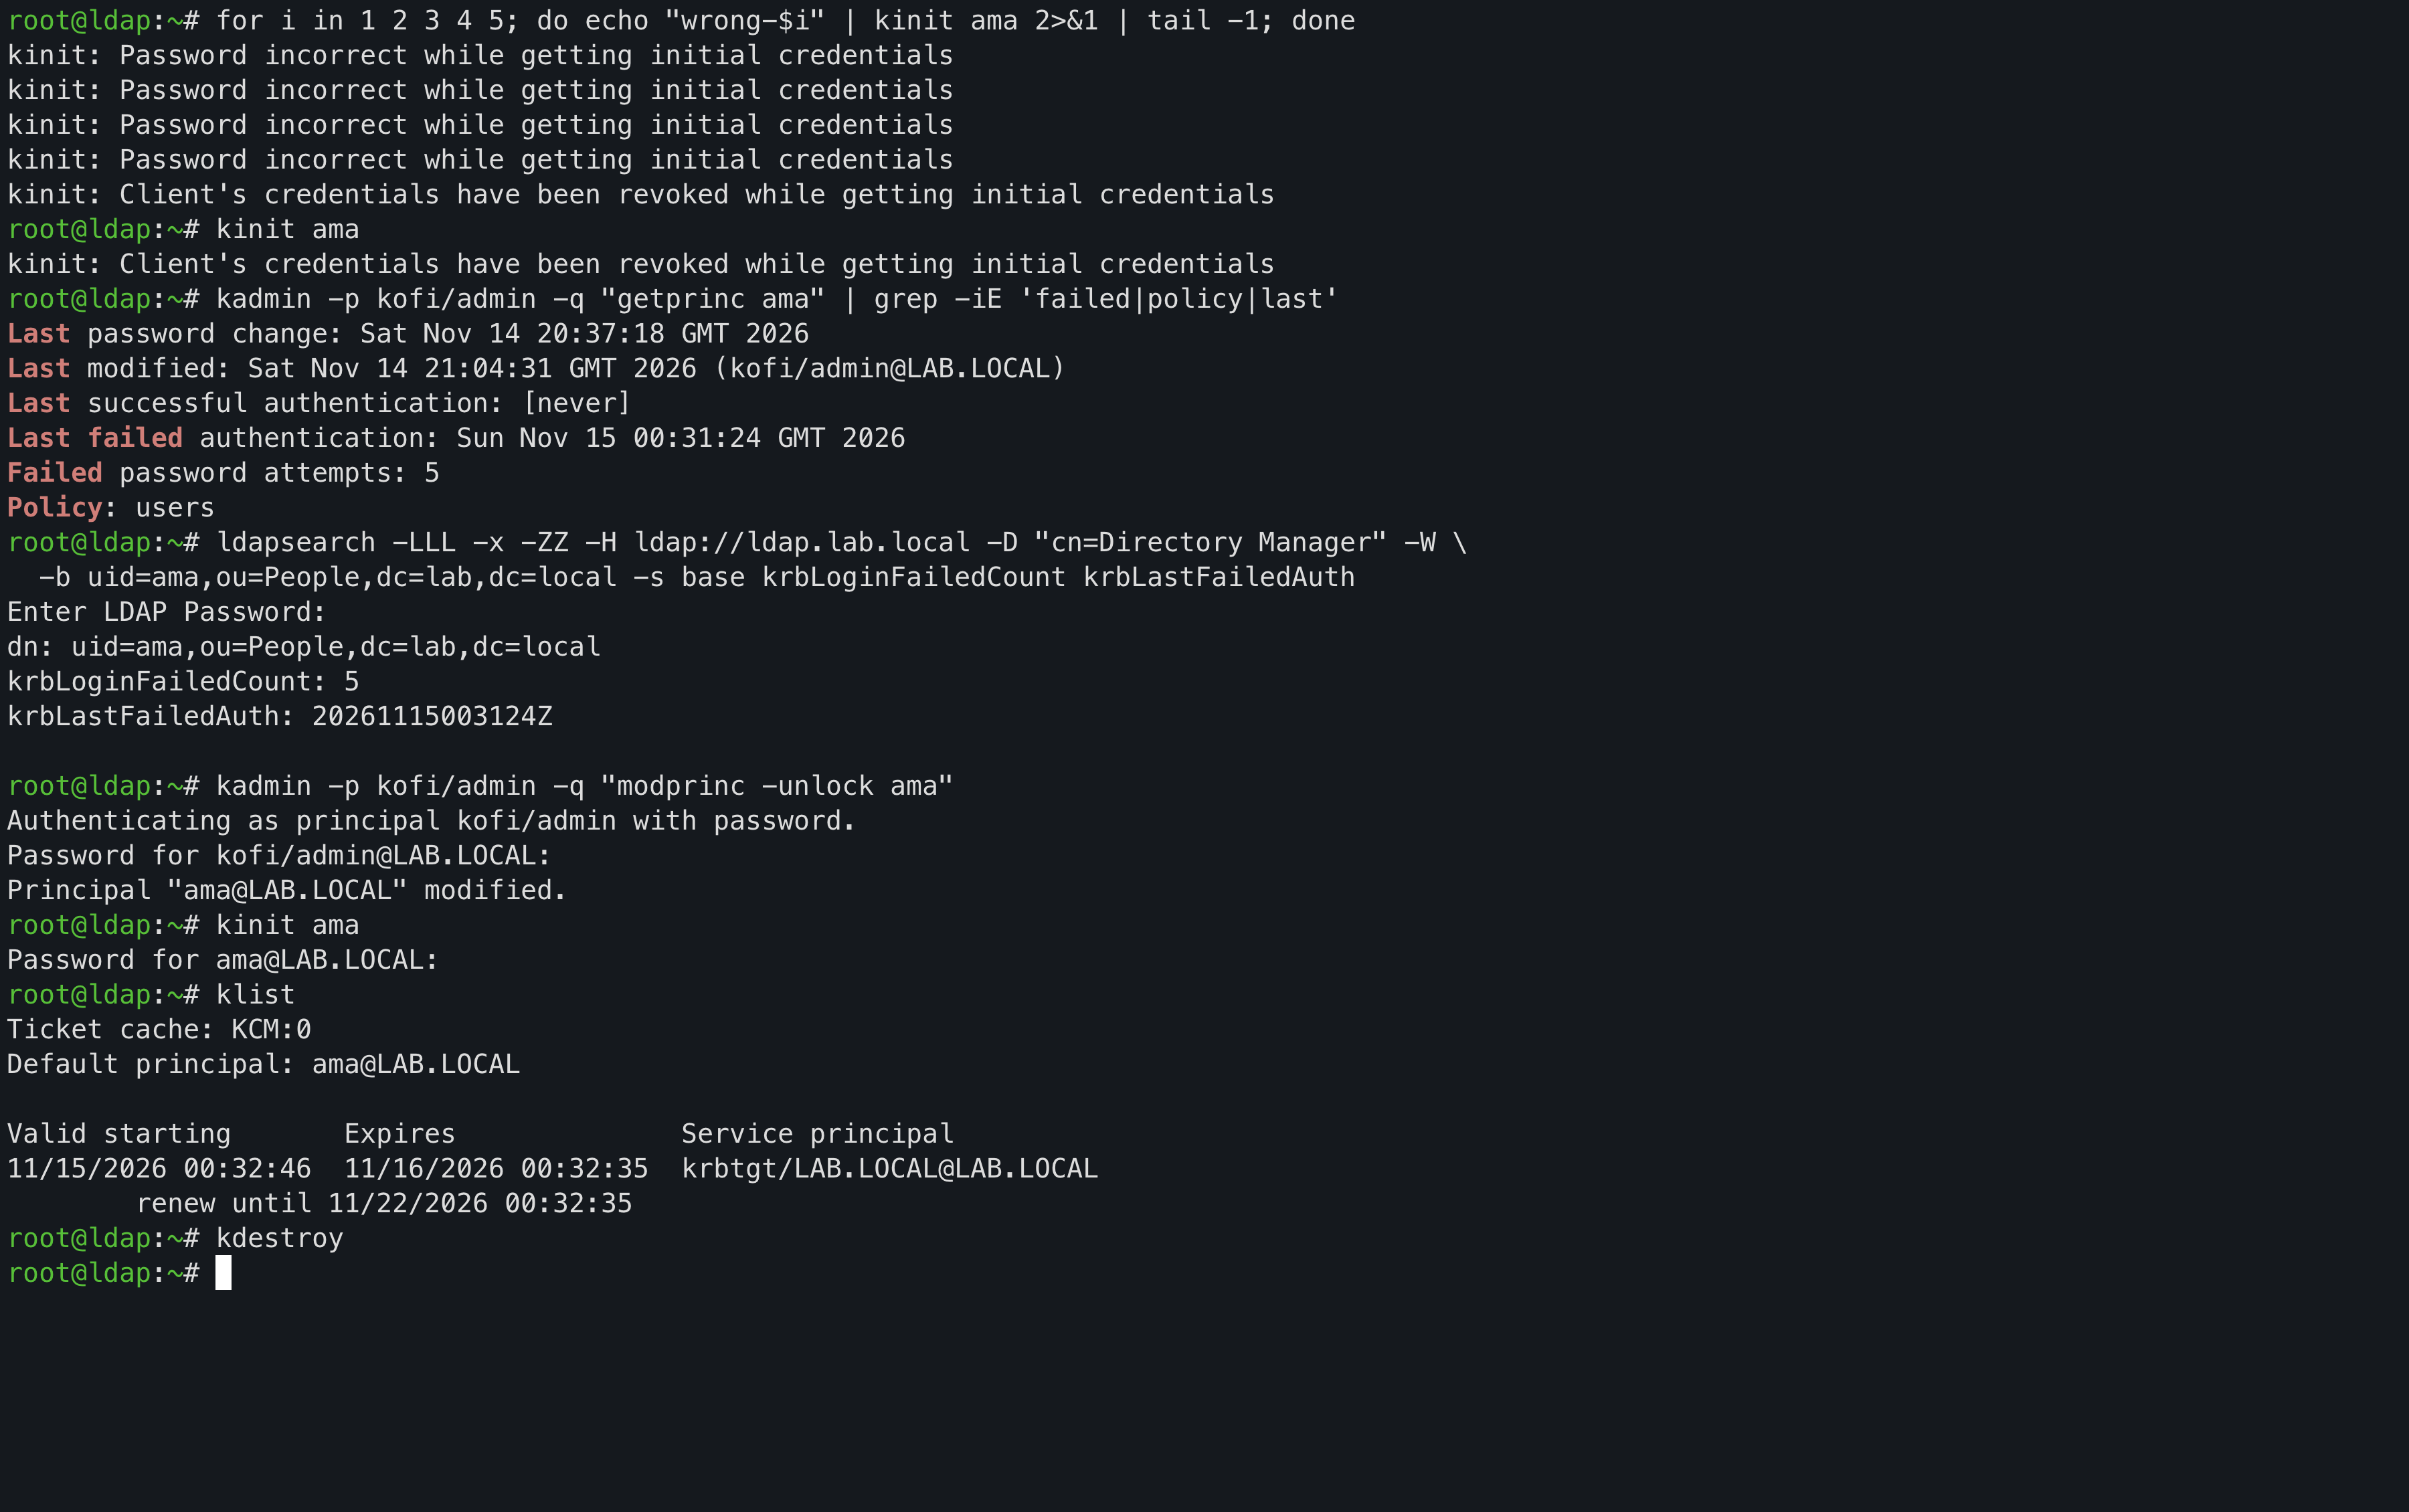 root@ldap:~# for i in 1 2 3 4 5; do echo "wrong-$i" | kinit ama 2>&1 | tail -1; done
kinit: Password incorrect while getting initial credentials
kinit: Password incorrect while getting initial credentials
kinit: Password incorrect while getting initial credentials
kinit: Password incorrect while getting initial credentials
kinit: Client's credentials have been revoked while getting initial credentials
root@ldap:~# kinit ama
kinit: Client's credentials have been revoked while getting initial credentials
root@ldap:~# kadmin -p kofi/admin -q "getprinc ama" | grep -iE 'failed|policy|last'
Last password change: Sat Nov 14 20:37:18 GMT 2026
Last modified: Sat Nov 14 21:04:31 GMT 2026 (kofi/admin@LAB.LOCAL)
Last successful authentication: [never]
Last failed authentication: Sun Nov 15 00:31:24 GMT 2026
Failed password attempts: 5
Policy: users
root@ldap:~# ldapsearch -LLL -x -ZZ -H ldap://ldap.lab.local -D "cn=Directory Manager" -W \
  -b uid=ama,ou=People,dc=lab,dc=local -s base krbLoginFailedCount krbLastFailedAuth
Enter LDAP Password:
dn: uid=ama,ou=People,dc=lab,dc=local
krbLoginFailedCount: 5
krbLastFailedAuth: 20261115003124Z

root@ldap:~# kadmin -p kofi/admin -q "modprinc -unlock ama"
Authenticating as principal kofi/admin with password.
Password for kofi/admin@LAB.LOCAL:
Principal "ama@LAB.LOCAL" modified.
root@ldap:~# kinit ama
Password for ama@LAB.LOCAL:
root@ldap:~# klist
Ticket cache: KCM:0
Default principal: ama@LAB.LOCAL

Valid starting       Expires              Service principal
11/15/2026 00:32:46  11/16/2026 00:32:35  krbtgt/LAB.LOCAL@LAB.LOCAL
        renew until 11/22/2026 00:32:35
root@ldap:~# kdestroy
root@ldap:~#